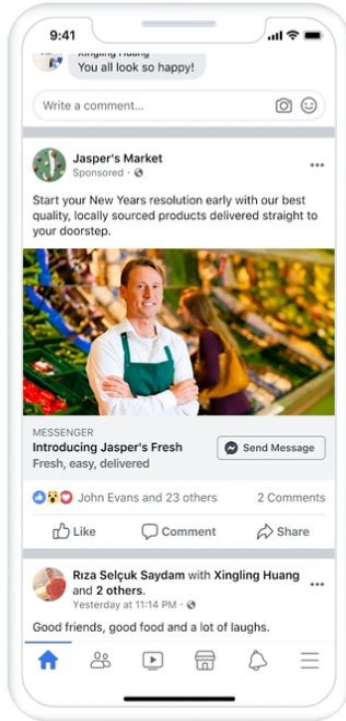 9:41
Xingling Huang
You all look so happy!
Write a comment...
Jasper's Market
Sponsored ·
Start your New Years resolution early with our best
quality, locally sourced products delivered straight to
your doorstep.
MESSENGER
Introducing Jasper's Fresh
Send Message
Fresh, easy, delivered
John Evans and 23 others
2 Comments
Like
Comment
Share
Rıza Selçuk Saydam with Xingling Huang
and 2 others.
Yesterday at 11:14 PM ·
Good friends, good food and a lot of laughs.